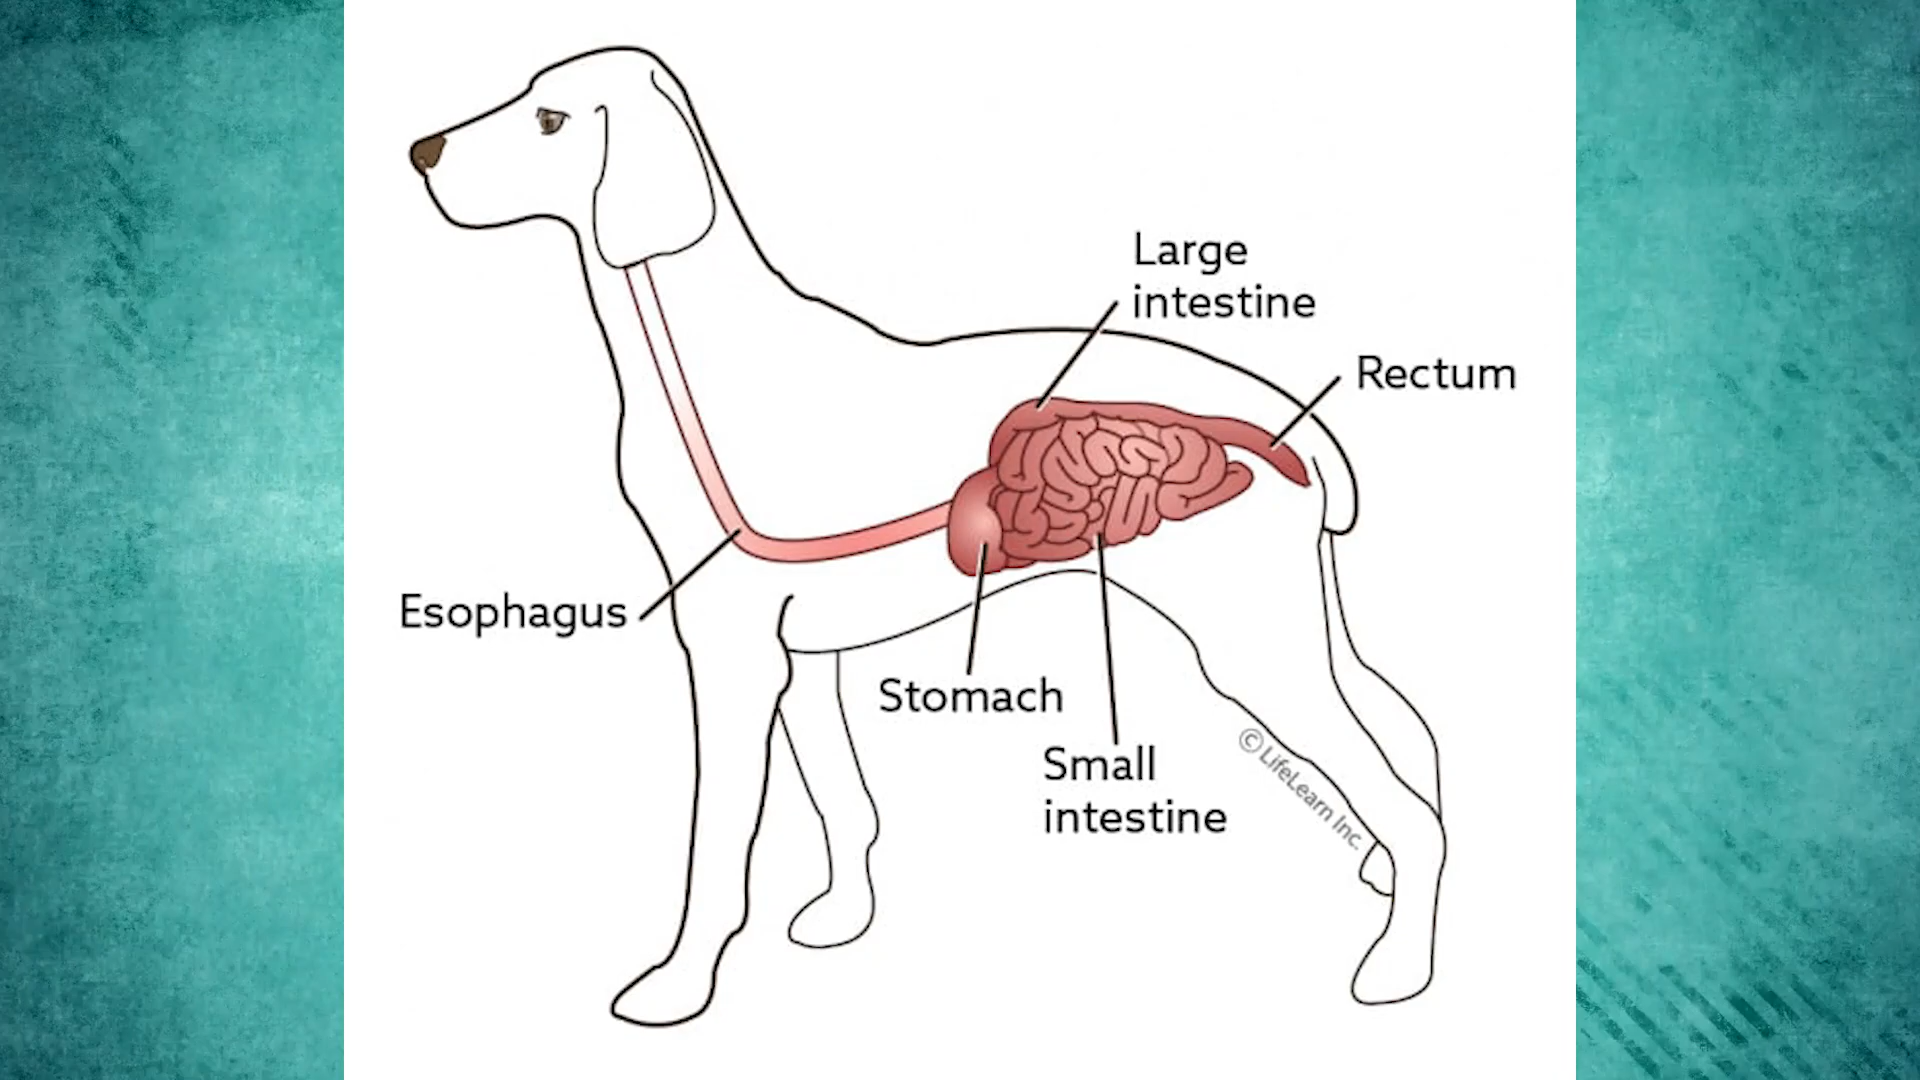 Large
intestine
Rectum
Esophagus
Stomach
Small
intestine
© LifeLearn Inc.